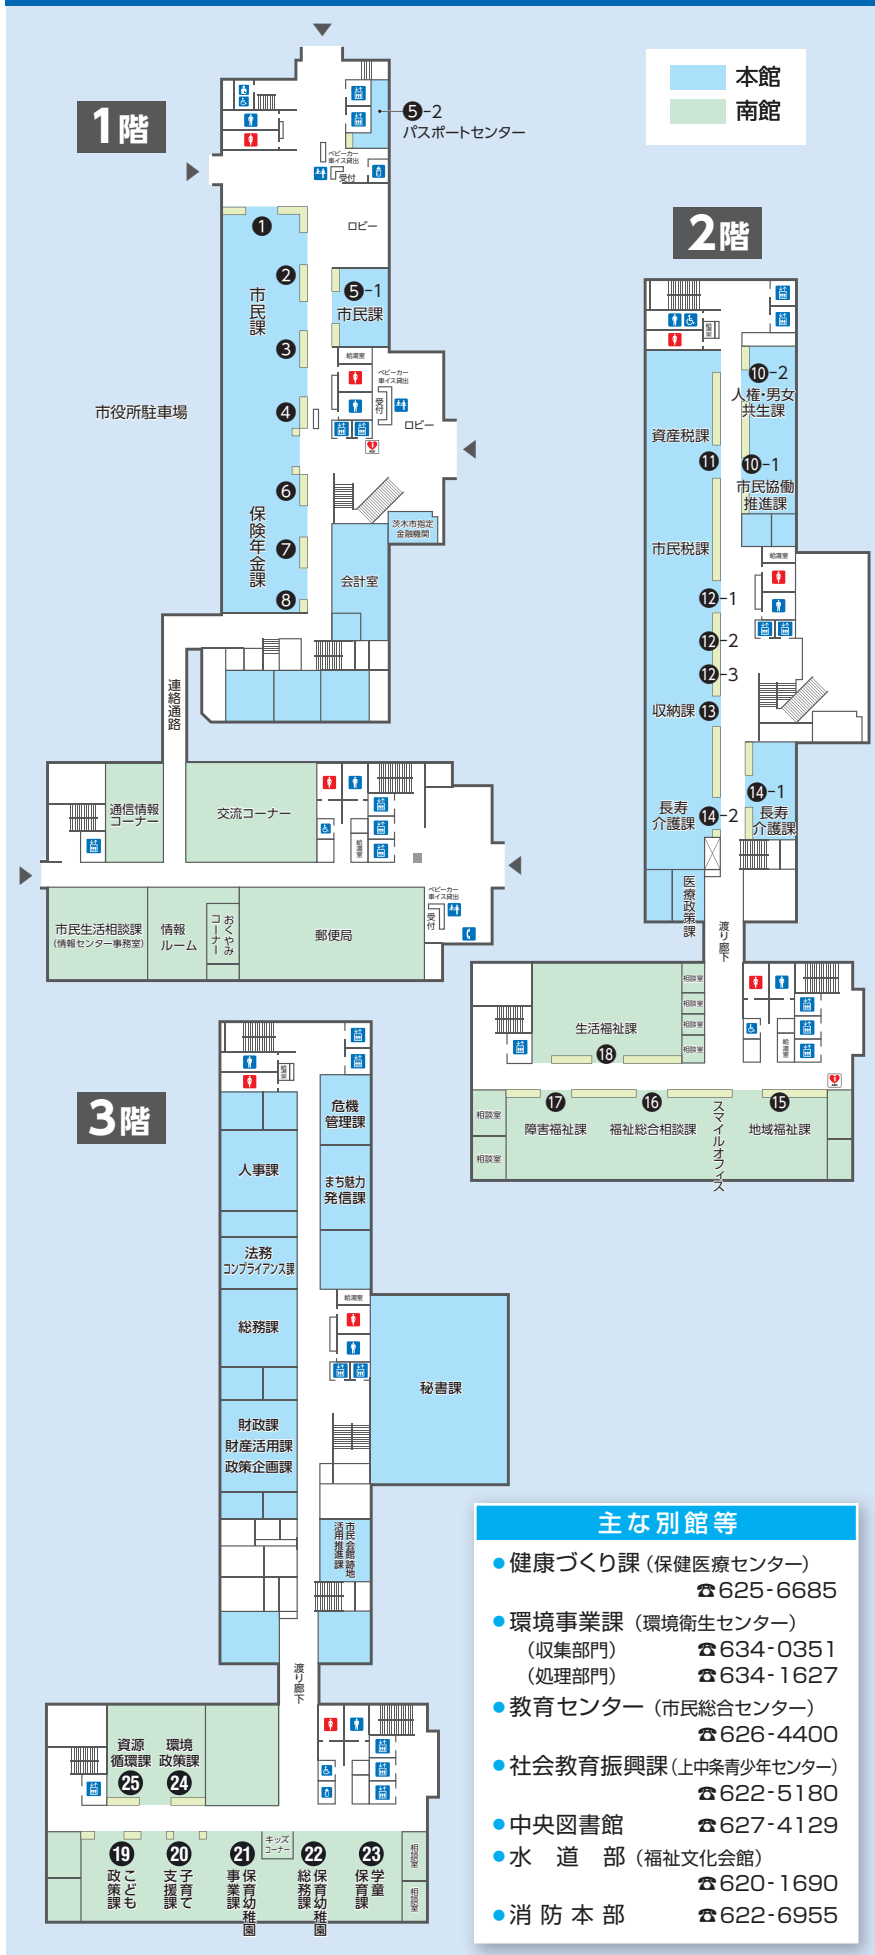 本館
南館
1階
❺-2
パスポートセンター
ベビーカー
車イス貸出
受付
❶
ロビー
❷
市民課
❺-1
市民課
❸
給湯室
ベビーカー
車イス貸出
受付
❹
ロビー
市役所駐車場
AED
❻
保険年金課
茨木市指定
金融機関
❼
会計室
❽
連絡通路
通信情報
コーナー
交流コーナー
給湯室
ベビーカー
車イス貸出
受付
市民生活相談課
(情報センター事務室)
情報
ルーム
おくやみ
コーナー
郵便局
2階
給湯室
❿-2
人権・男女
共生課
資産税課
⓫
❿-1
市民協働
推進課
市民税課
給湯室
⓬-1
⓬-2
⓬-3
収納課
⓭
⓮-1
長寿
介護課
長寿
介護課
⓮-2
医療政策課
渡り廊下
相談室
相談室
相談室
相談室
生活福祉課
⓲
給湯室
AED
相談室
相談室
⓱
障害福祉課
⓰
福祉総合相談課
スマイルオフィス
⓯
地域福祉課
3階
給湯室
危機
管理課
人事課
まち魅力
発信課
法務
コンプライアンス課
総務課
給湯室
秘書課
財政課
財産活用課
政策企画課
市民会館跡地
活用推進課
渡り廊下
資源
循環課
㉕
環境
政策課
㉔
キッズ
コーナー
⓳
こども
政策課
⓴
子育て
支援課
㉑
保育幼稚園
事業課
㉒
保育幼稚園
総務課
㉓
学童
保育課
相談室
相談室
主な別館等
●健康づくり課(保健医療センター)
☎625-6685
●環境事業課(環境衛生センター)
(収集部門) ☎634-0351
(処理部門) ☎634-1627
●教育センター(市民総合センター)
☎626-4400
●社会教育振興課(上中条青少年センター)
☎622-5180
●中央図書館 ☎627-4129
●水道部(福祉文化会館)
☎620-1690
●消防本部 ☎622-6955